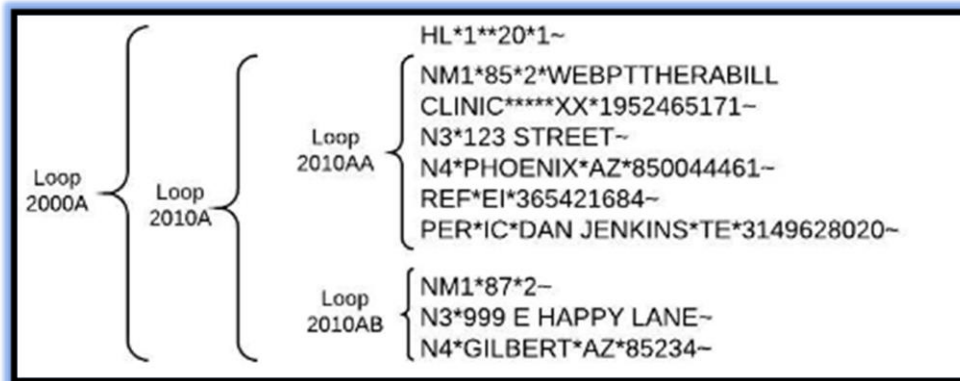 HL*1**20*1~
NM1*85*2*WEBPTTHERABILL
CLINIC*****XX*1952465171~
N3*123 STREET~
N4*PHOENIX*AZ*850044461~
REF*EI*365421684~
PER*IC*DAN JENKINS*TE*3149628020~
Loop
2010AA
Loop
2000A
Loop
2010A
NM1*87*2~
N3*999 E HAPPY LANE~
N4*GILBERT*AZ*85234~
Loop
2010AB